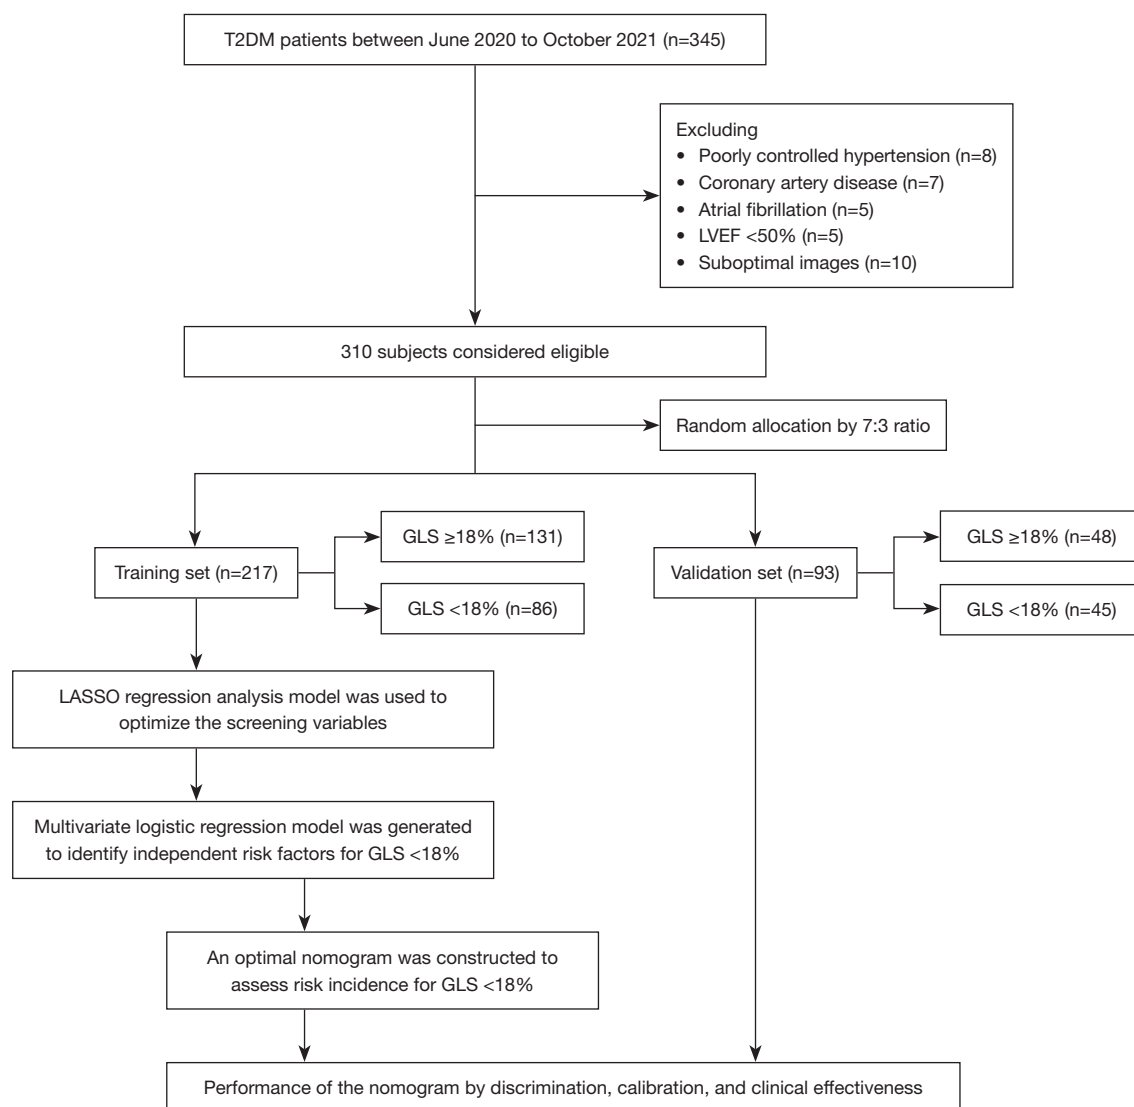 T2DM patients between June 2020 to October 2021 (n=345)
Excluding
• Poorly controlled hypertension (n=8)
• Coronary artery disease (n=7)
• Atrial fibrillation (n=5)
• LVEF <50% (n=5)
• Suboptimal images (n=10)
310 subjects considered eligible
Random allocation by 7:3 ratio
Training set (n=217)
GLS ≥18% (n=131)
GLS <18% (n=86)
Validation set (n=93)
GLS ≥18% (n=48)
GLS <18% (n=45)
LASSO regression analysis model was used to
optimize the screening variables
Multivariate logistic regression model was generated
to identify independent risk factors for GLS <18%
An optimal nomogram was constructed to
assess risk incidence for GLS <18%
Performance of the nomogram by discrimination, calibration, and clinical effectiveness